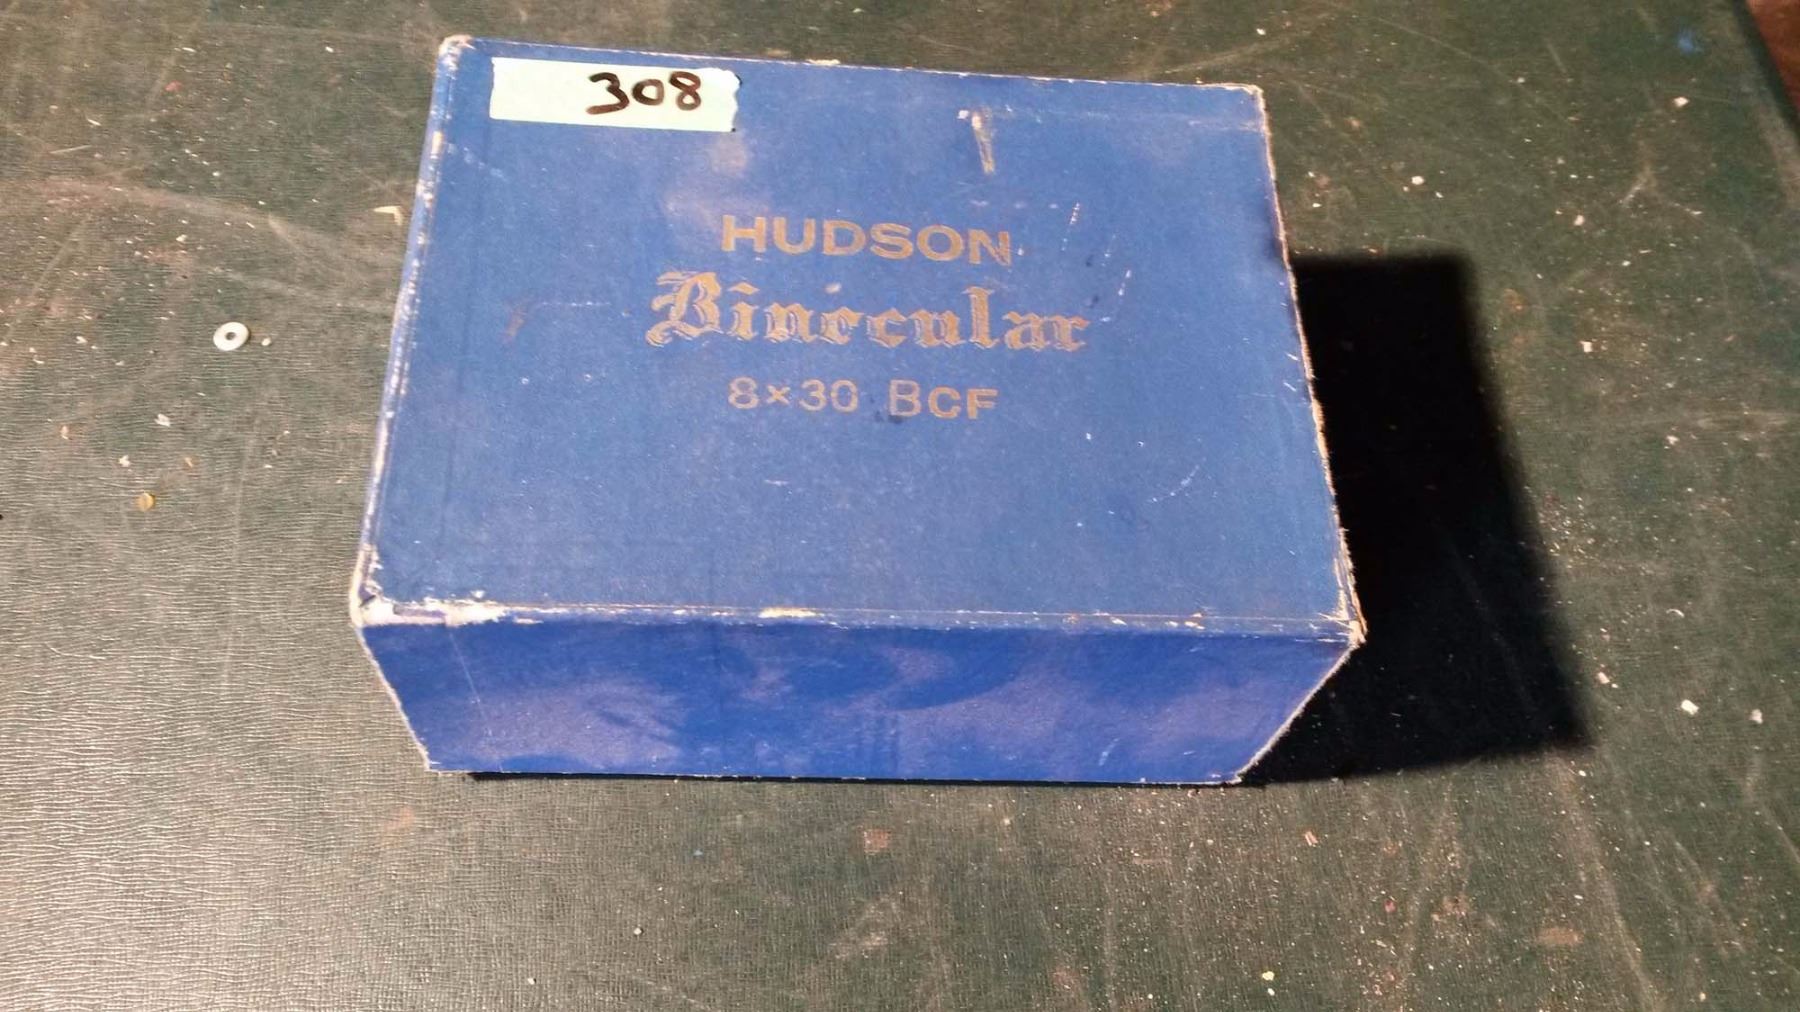 308
HUDSON
Binocular
8×30 BCF